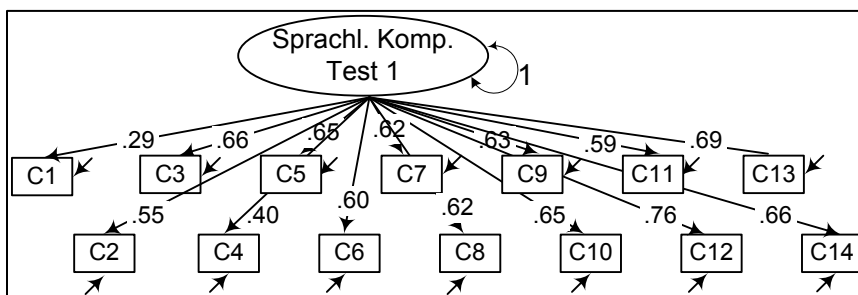 Sprachl. Komp.
Test 1
1
.29 .66 .65 .62 .63 .59 .69
C1 C3 C5 C7 C9 C11 C13
.55 .40 .60 .62 .65 .76 .66
C2 C4 C6 C8 C10 C12 C14